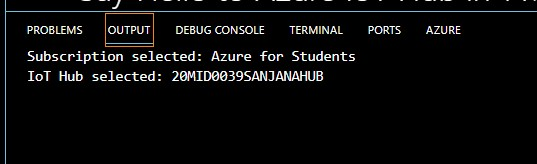 PROBLEMS OUTPUT DEBUG CONSOLE TERMINAL PORTS AZURE
Subscription selected: Azure for Students
IoT Hub selected: 20MID0039SANJANAHUB